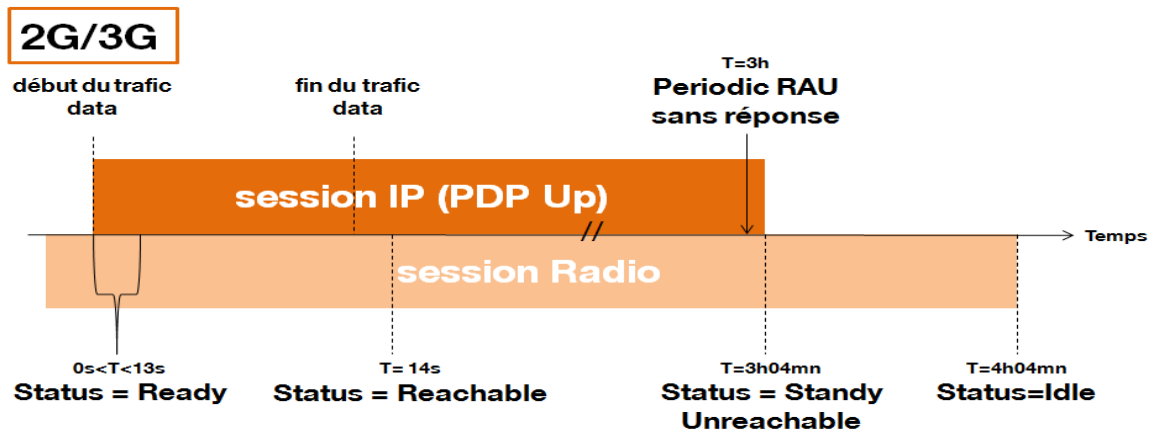 2G/3G
début du trafic
data
fin du trafic
data
T=3h
Periodic RAU
sans réponse
session IP (PDP Up)
//
Temps
session Radio
0s<T<13s
Status = Ready
T= 14s
Status = Reachable
T=3h04mn
Status = Standy
Unreachable
T=4h04mn
Status=Idle